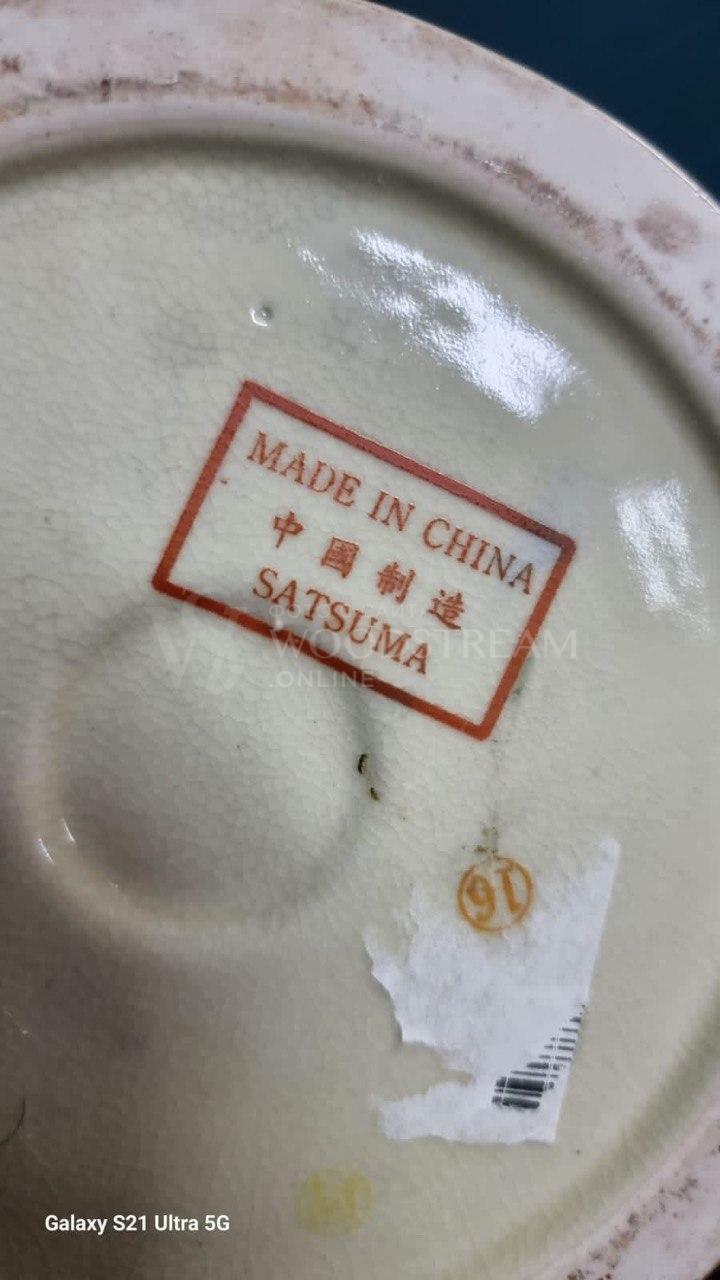 MADE IN CHINA
中國制造
SATSUMA
WOODSTREAM
.ONLINE
16
Galaxy S21 Ultra 5G